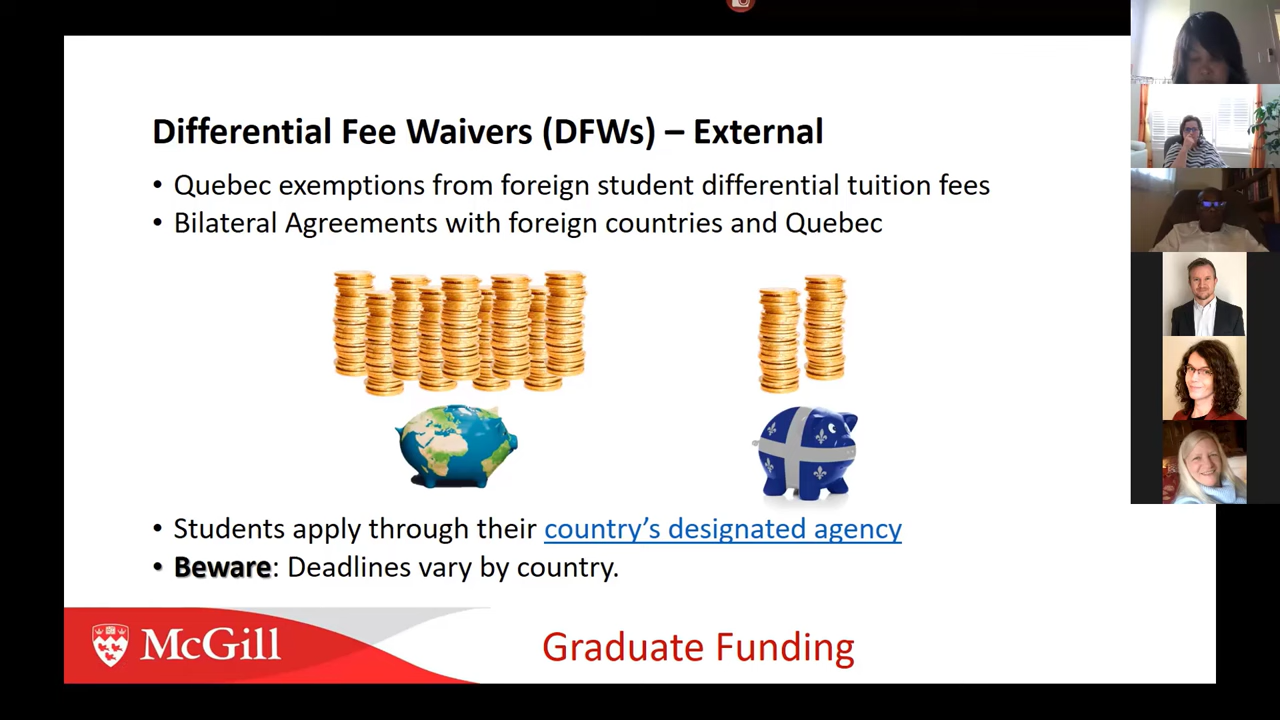 Differential Fee Waivers (DFWs) – External
• Quebec exemptions from foreign student differential tuition fees
• Bilateral Agreements with foreign countries and Quebec
• Students apply through their country’s designated agency
• Beware: Deadlines vary by country.
McGill
Graduate Funding